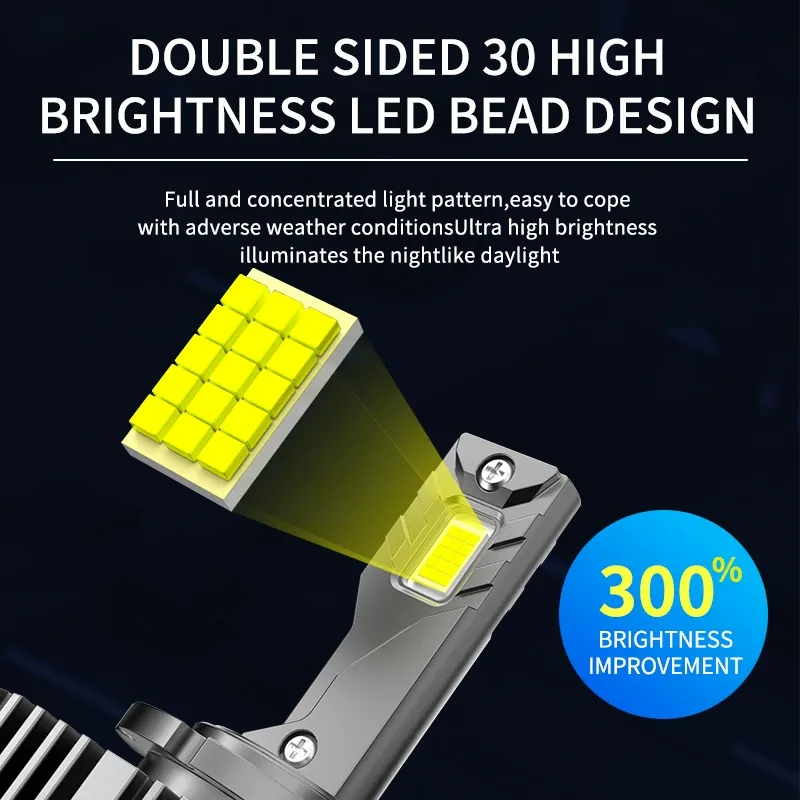 DOUBLE SIDED 30 HIGH
BRIGHTNESS LED BEAD DESIGN
Full and concentrated light pattern,easy to cope
with adverse weather conditionsUltra high brightness
illuminates the nightlike daylight
300%
BRIGHTNESS
IMPROVEMENT